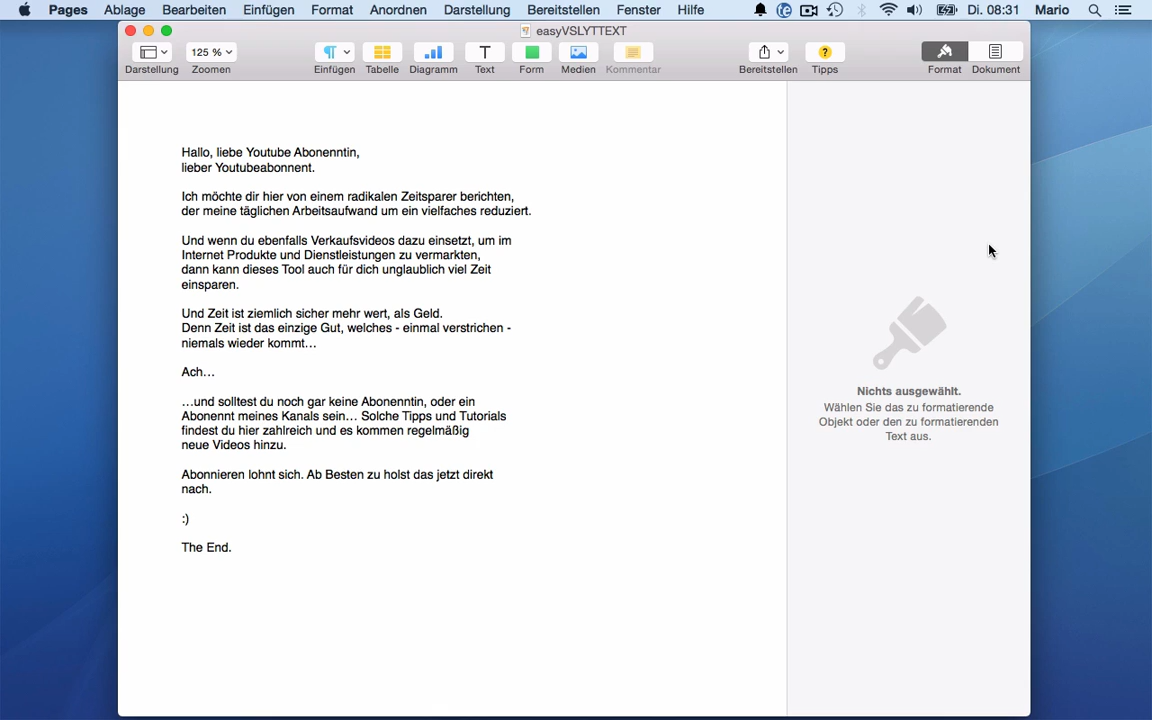 Pages Ablage Bearbeiten Einfügen Format Anordnen Darstellung Bereitstellen Fenster Hilfe Di. 08:31 Mario
easyVSLYTTEXT
125 %
Darstellung Zoomen Einfügen Tabelle Diagramm Text Form Medien Kommentar Bereitstellen Tipps Format Dokument
Hallo, liebe Youtube Abonenntin,
lieber Youtubeabonnent.
Ich möchte dir hier von einem radikalen Zeitsparer berichten,
der meine täglichen Arbeitsaufwand um ein vielfaches reduziert.
Und wenn du ebenfalls Verkaufsvideos dazu einsetzt, um im
Internet Produkte und Dienstleistungen zu vermarkten,
dann kann dieses Tool auch für dich unglaublich viel Zeit
einsparen.
Und Zeit ist ziemlich sicher mehr wert, als Geld.
Denn Zeit ist das einzige Gut, welches - einmal verstrichen -
niemals wieder kommt…
Ach…
…und solltest du noch gar keine Abonenntin, oder ein
Abonennt meines Kanals sein… Solche Tipps und Tutorials
findest du hier zahlreich und es kommen regelmäßig
neue Videos hinzu.
Abonnieren lohnt sich. Ab Besten zu holst das jetzt direkt
nach.
:)
The End.
Nichts ausgewählt.
Wählen Sie das zu formatierende
Objekt oder den zu formatierenden
Text aus.